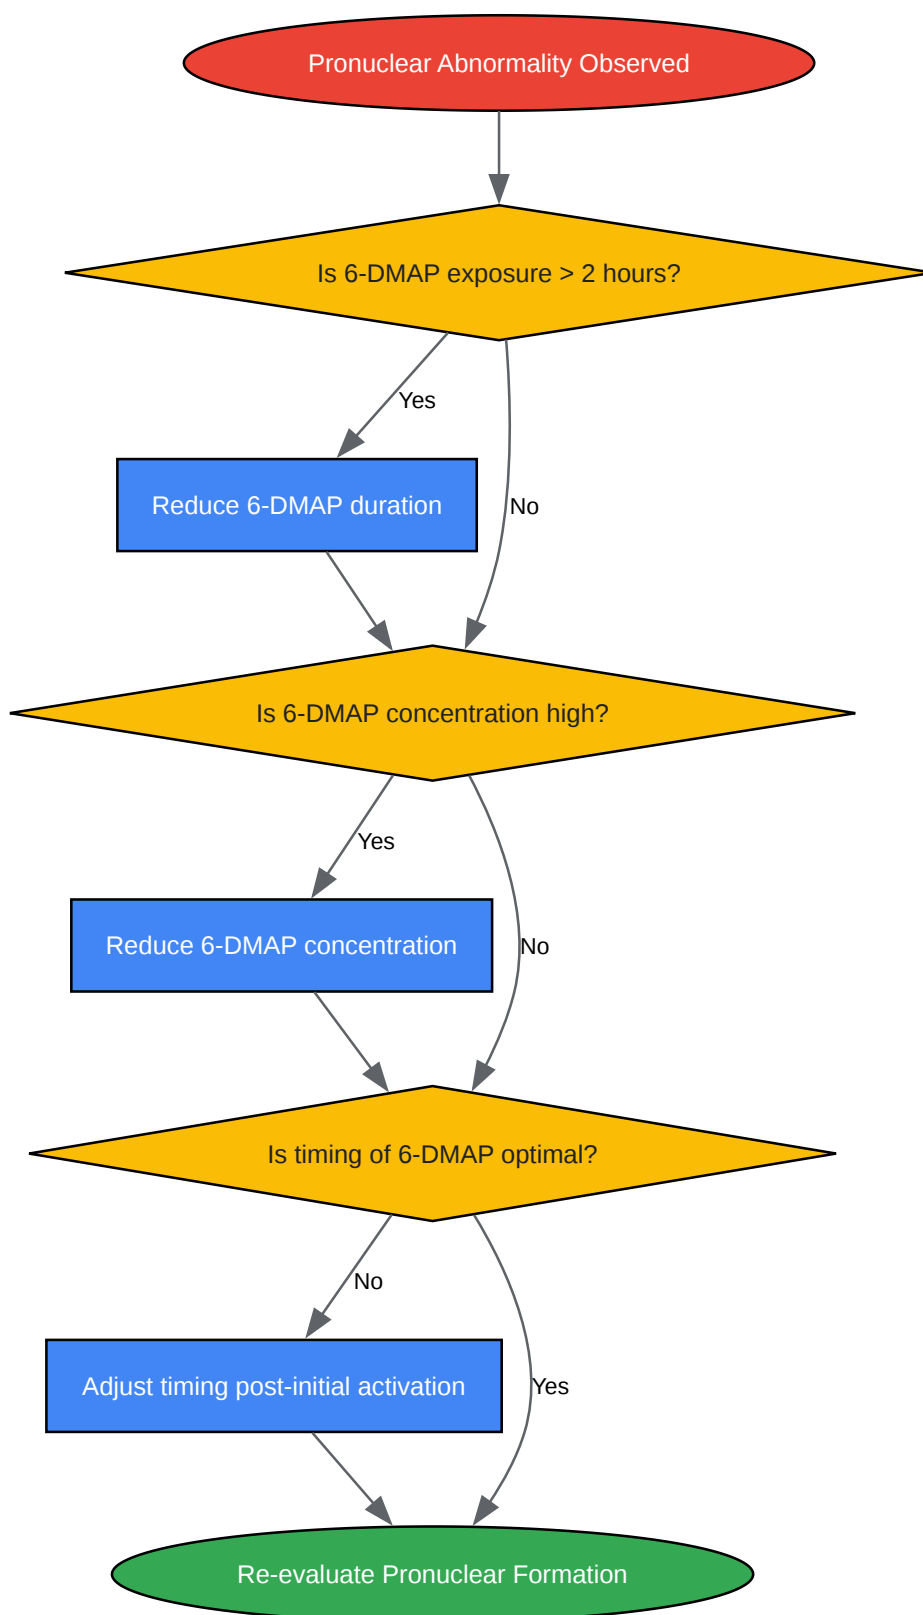 Pronuclear Abnormality Observed
Is 6-DMAP exposure > 2 hours?
Yes
Reduce 6-DMAP duration
No
Is 6-DMAP concentration high?
Yes
Reduce 6-DMAP concentration
No
Is timing of 6-DMAP optimal?
No
Adjust timing post-initial activation
Yes
Re-evaluate Pronuclear Formation